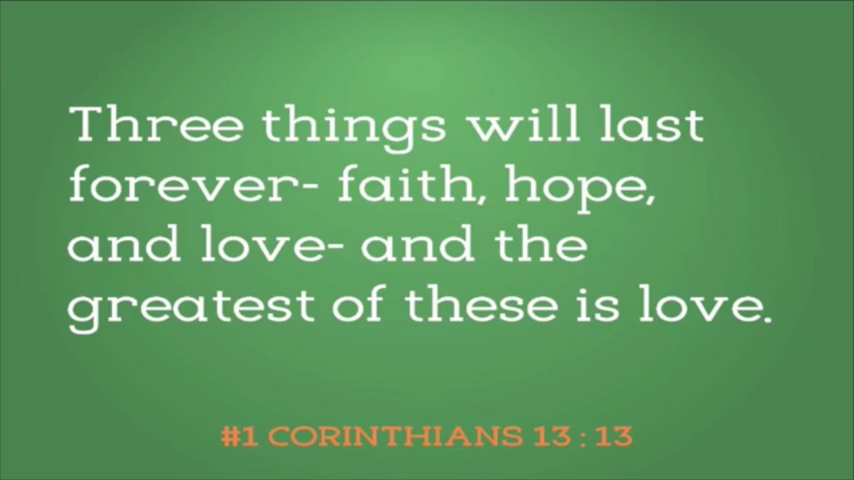 Three things will last
forever- faith, hope,
and love- and the
greatest of these is love.
#1 CORINTHIANS 13 : 13